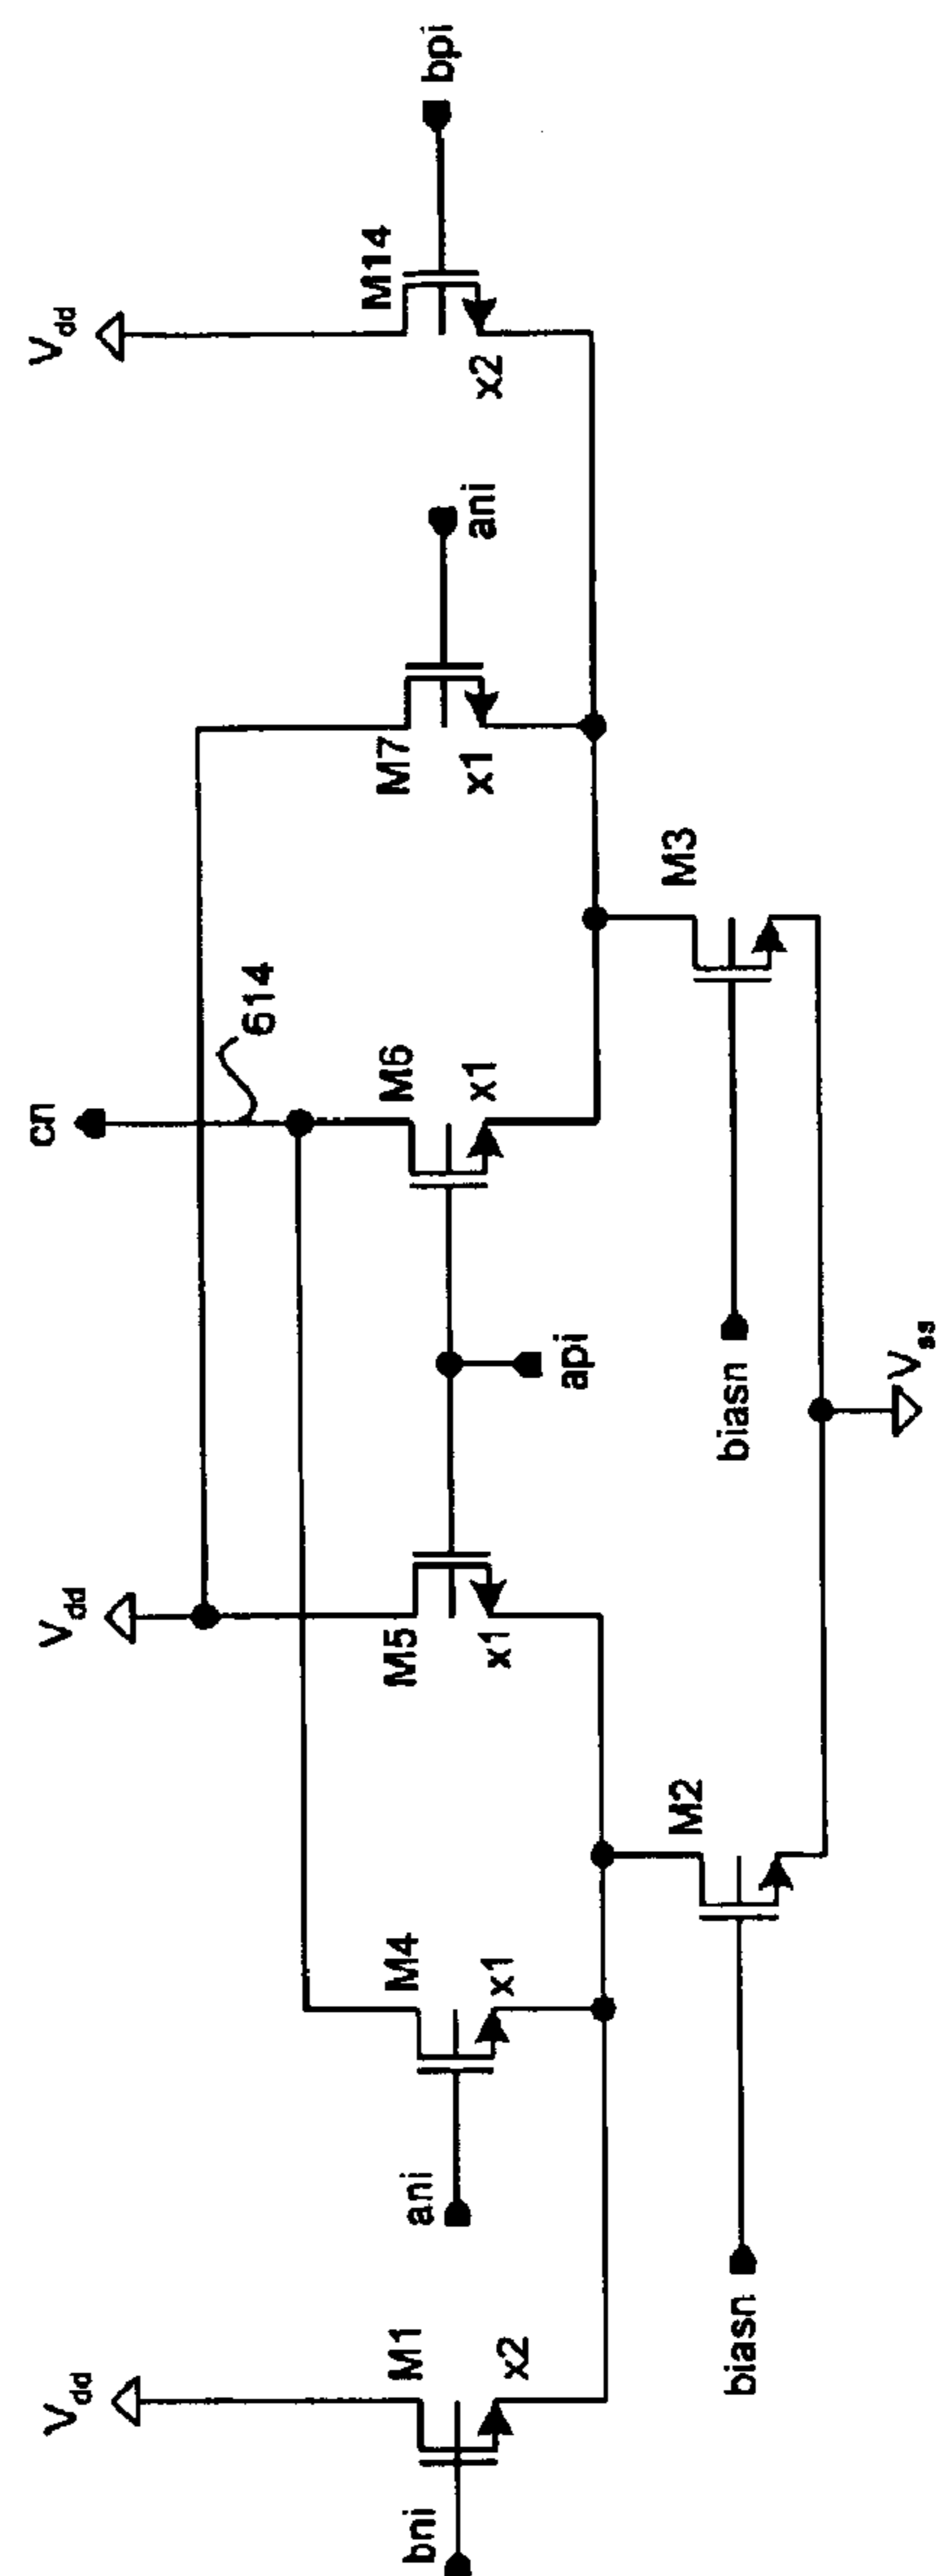 Vdd
Vdd
cn
614
Vdd
bni
M1
x2
ani
M4
x1
M5
x1
api
M6
x1
M7
x1
ani
M14
x2
bpi
biasn
M2
biasn
M3
Vss